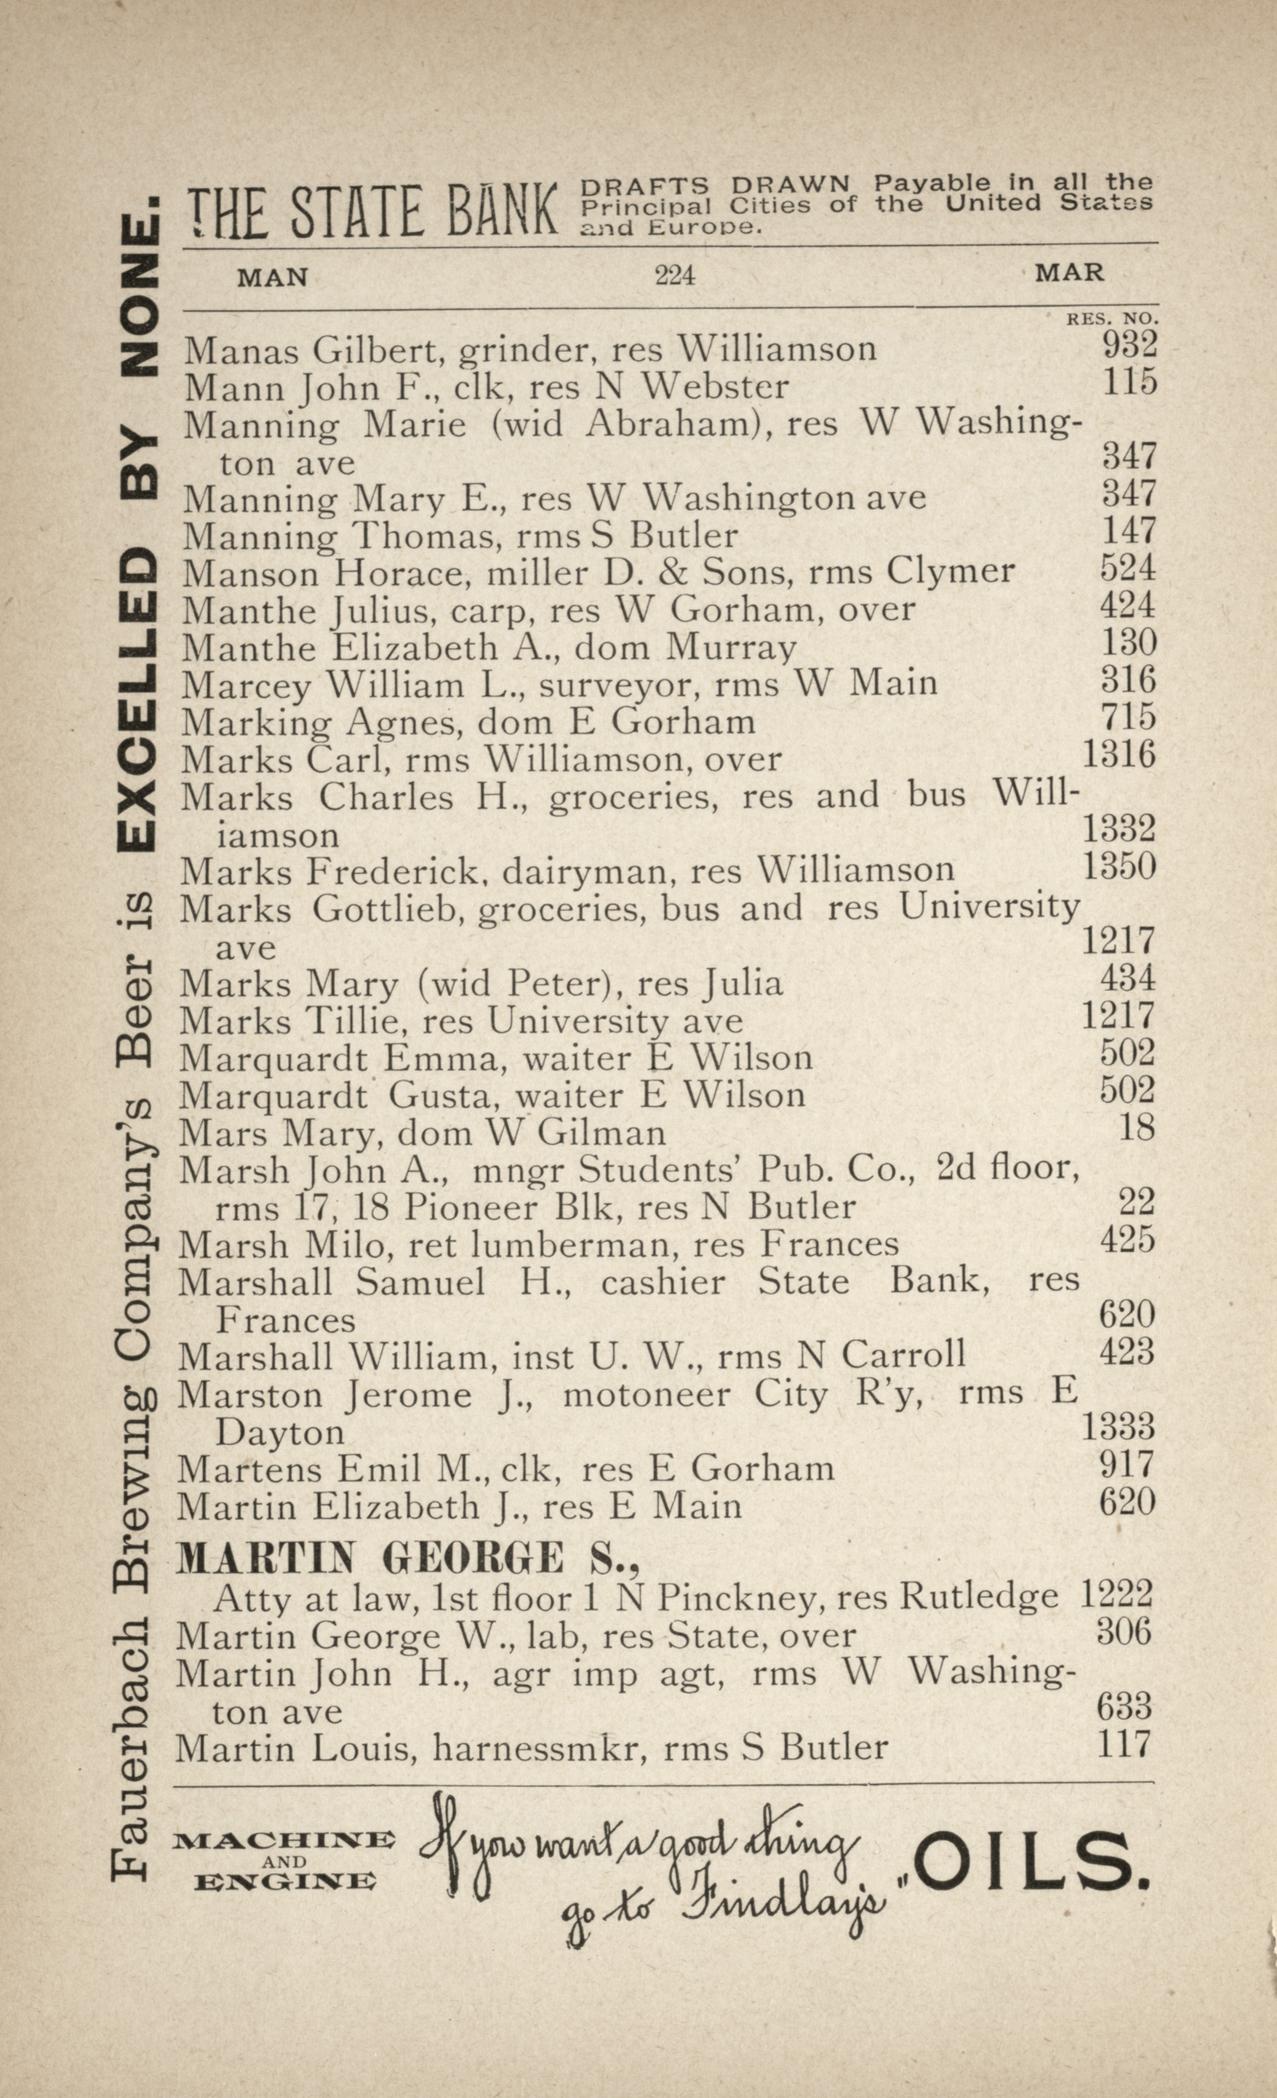 THE STATE BANK DRAFTS DRAWN Payable in all the
Principal Cities of the United States
and Europe.
MAN 224 MAR
RES. NO.
Manas Gilbert, grinder, res Williamson 932
Mann John F., clk, res N Webster 115
Manning Marie (wid Abraham), res W Washing-
ton ave 347
Manning Mary E., res W Washington ave 347
Manning Thomas, rms S Butler 147
Manson Horace, miller D. & Sons, rms Clymer 524
Manthe Julius, carp, res W Gorham, over 424
Manthe Elizabeth A., dom Murray 130
Marcey William L., surveyor, rms W Main 316
Marking Agnes, dom E Gorham 715
Marks Carl, rms Williamson, over 1316
Marks Charles H., groceries, res and bus Will-
iamson 1332
Marks Frederick, dairyman, res Williamson 1350
Marks Gottlieb, groceries, bus and res University
ave 1217
Marks Mary (wid Peter), res Julia 434
Marks Tillie, res University ave 1217
Marquardt Emma, waiter E Wilson 502
Marquardt Gusta, waiter E Wilson 502
Mars Mary, dom W Gilman 18
Marsh John A., mngr Students' Pub. Co., 2d floor,
rms 17, 18 Pioneer Blk, res N Butler 22
Marsh Milo, ret lumberman, res Frances 425
Marshall Samuel H., cashier State Bank, res
Frances 620
Marshall William, inst U. W., rms N Carroll 423
Marston Jerome J., motoneer City R'y, rms E
Dayton 1333
Martens Emil M., clk, res E Gorham 917
Martin Elizabeth J., res E Main 620
MARTIN GEORGE S.,
Atty at law, 1st floor 1 N Pinckney, res Rutledge 1222
Martin George W., lab, res State, over 306
Martin John H., agr imp agt, rms W Washing-
ton ave 633
Martin Louis, harnessmkr, rms S Butler 117
MACHINE
AND
ENGINE
If you want a good thing
go to Findlay's"
OILS.
Fauerbach Brewing Company's Beer is EXCELLED BY NONE.